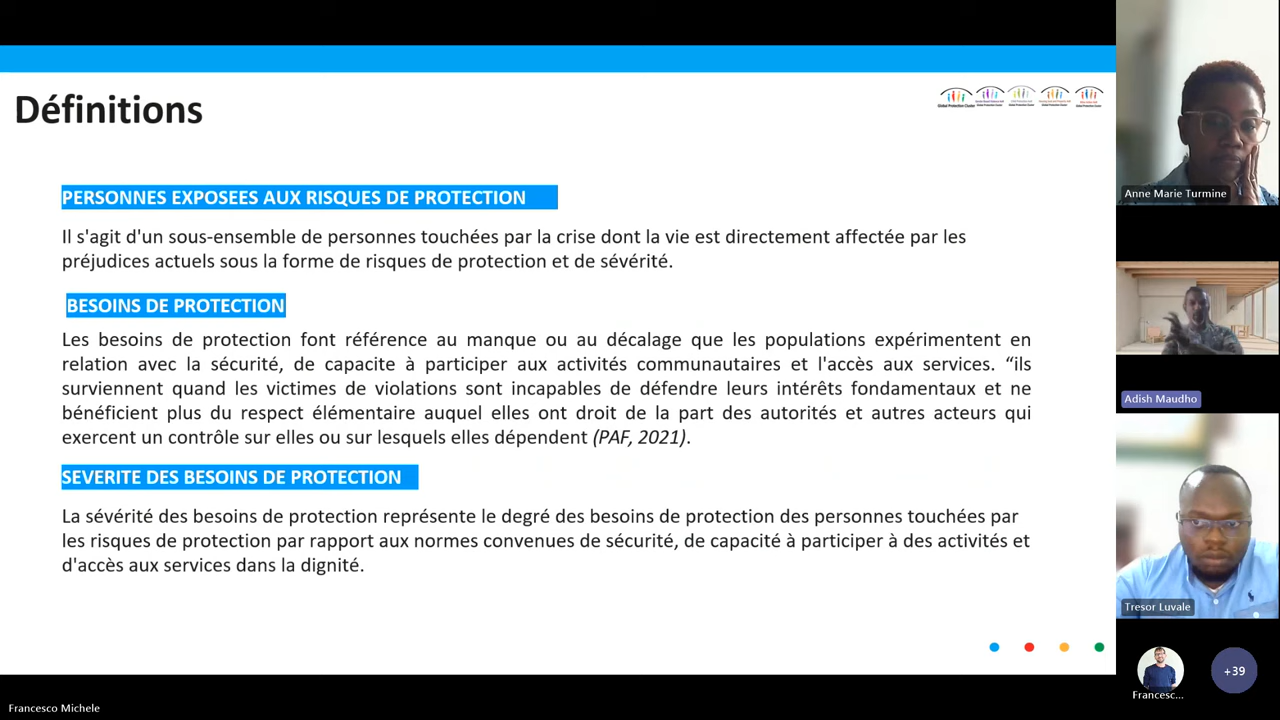 Définitions
PERSONNES EXPOSEES AUX RISQUES DE PROTECTION
Il s'agit d'un sous-ensemble de personnes touchées par la crise dont la vie est directement affectée par les
préjudices actuels sous la forme de risques de protection et de sévérité.
BESOINS DE PROTECTION
Les besoins de protection font référence au manque ou au décalage que les populations expérimentent en
relation avec la sécurité, de capacite à participer aux activités communautaires et l'accès aux services. “ils
surviennent quand les victimes de violations sont incapables de défendre leurs intérêts fondamentaux et ne
bénéficient plus du respect élémentaire auquel elles ont droit de la part des autorités et autres acteurs qui
exercent un contrôle sur elles ou sur lesquels elles dépendent (PAF, 2021).
SEVERITE DES BESOINS DE PROTECTION
La sévérité des besoins de protection représente le degré des besoins de protection des personnes touchées par
les risques de protection par rapport aux normes convenues de sécurité, de capacité à participer à des activités et
d'accès aux services dans la dignité.
Global Protection Cluster
Anne Marie Turmine
Adish Maudho
Tresor Luvale
Francesc...
+39
Francesco Michele